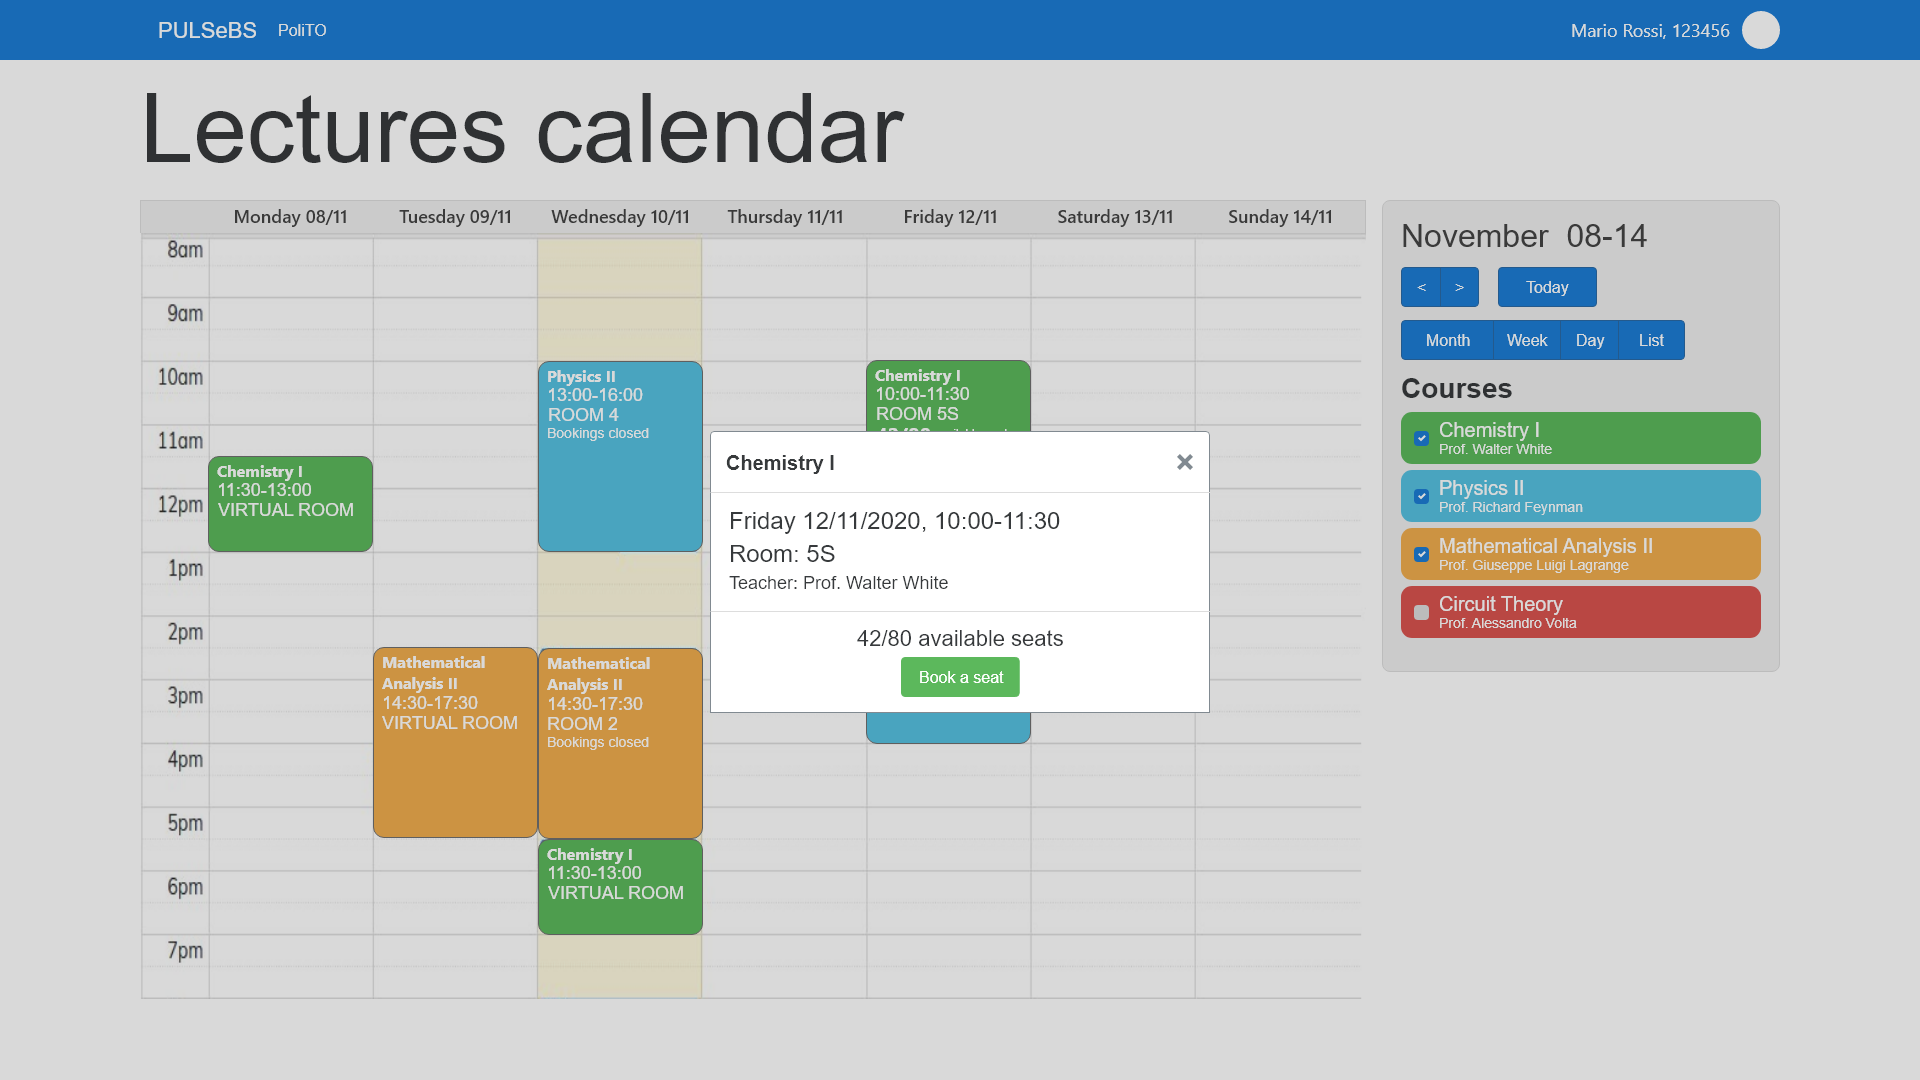 PULSeBS PoliTO Mario Rossi, 123456
Lectures calendar
Monday 08/11 Tuesday 09/11 Wednesday 10/11 Thursday 11/11 Friday 12/11 Saturday 13/11 Sunday 14/11
8am
9am
10am
11am
12pm
1pm
2pm
3pm
4pm
5pm
6pm
7pm
Chemistry I
11:30-13:00
VIRTUAL ROOM
Mathematical
Analysis II
14:30-17:30
VIRTUAL ROOM
Physics II
13:00-16:00
ROOM 4
Bookings closed
Mathematical
Analysis II
14:30-17:30
ROOM 2
Bookings closed
Chemistry I
11:30-13:00
VIRTUAL ROOM
Chemistry I
10:00-11:30
ROOM 5S
Chemistry I ×
Friday 12/11/2020, 10:00-11:30
Room: 5S
Teacher: Prof. Walter White
42/80 available seats
Book a seat
November 08-14
< > Today
Month Week Day List
Courses
Chemistry I
Prof. Walter White
Physics II
Prof. Richard Feynman
Mathematical Analysis II
Prof. Giuseppe Luigi Lagrange
Circuit Theory
Prof. Alessandro Volta